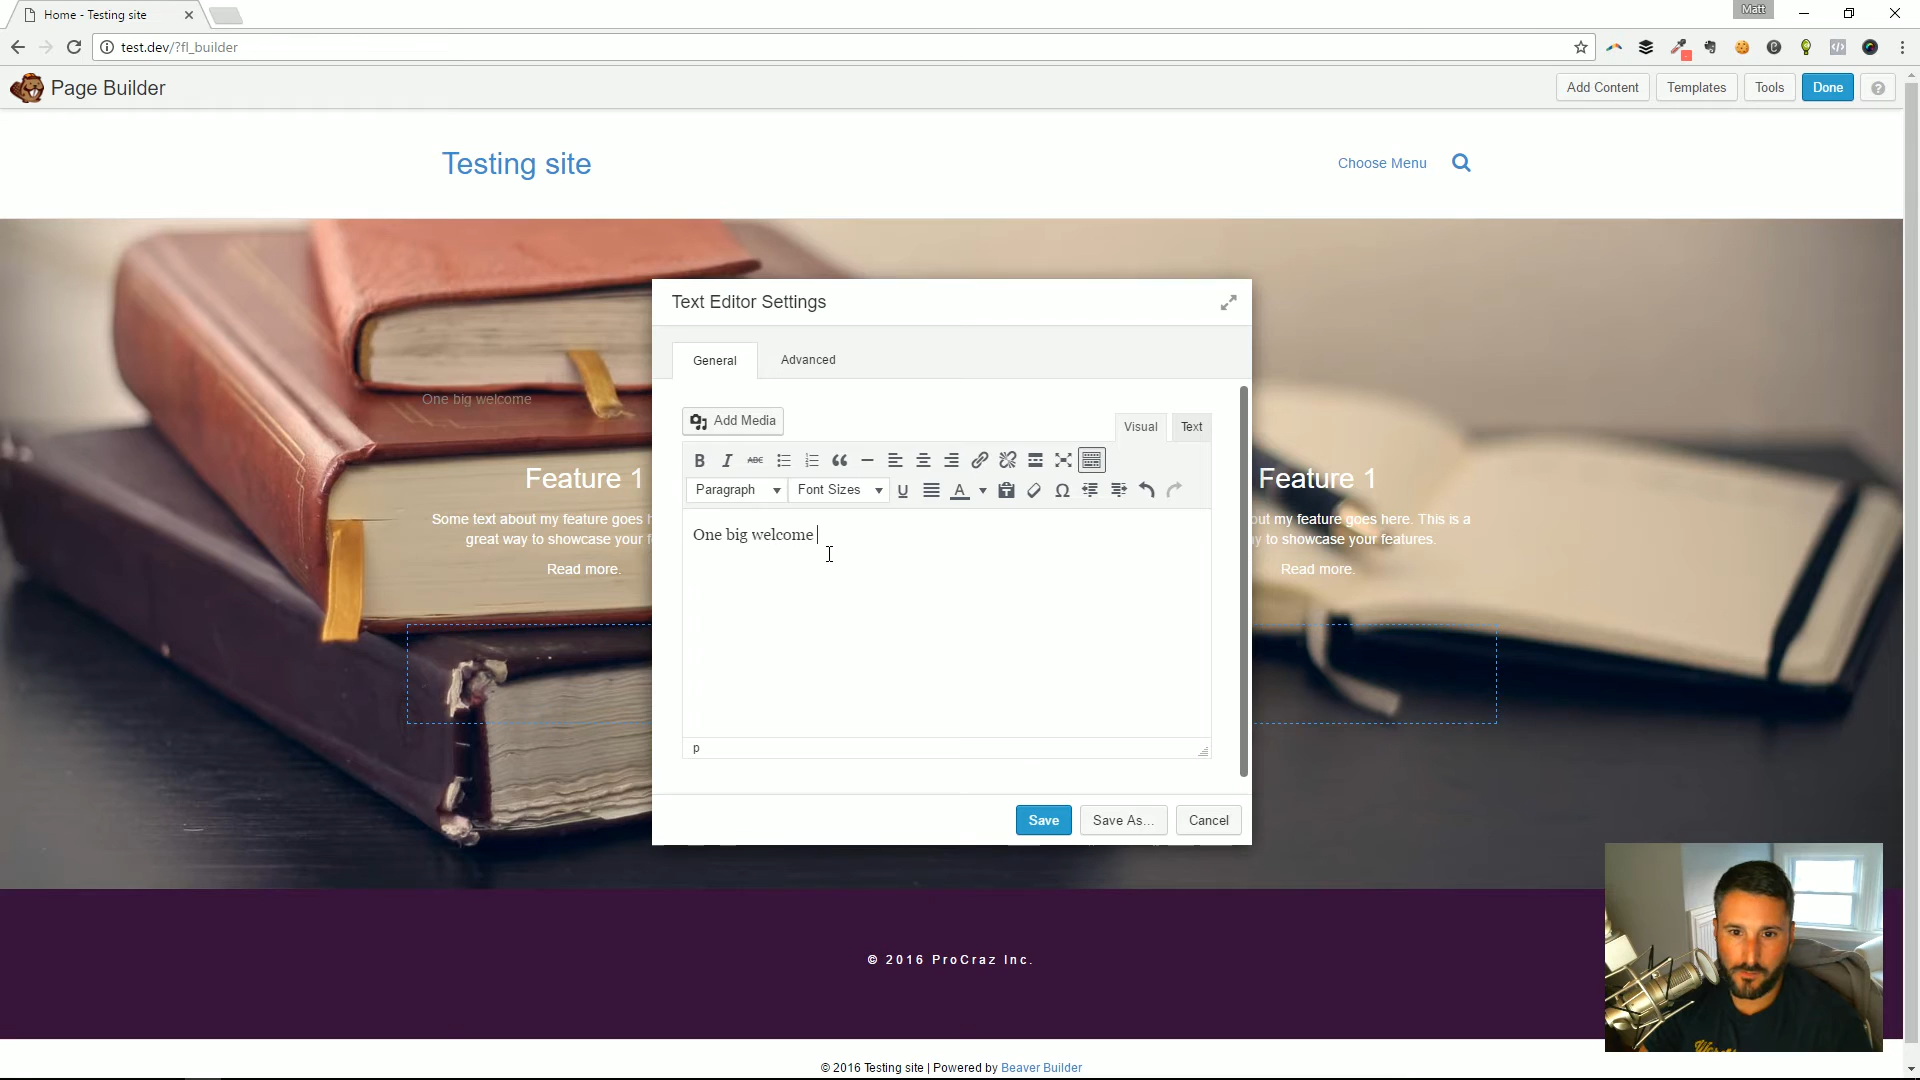 Home - Testing site
Matt
test.dev/?fl_builder
Page Builder
Add Content
Templates
Tools
Done
Testing site
Choose Menu
Text Editor Settings
General
Advanced
One big welcome
Add Media
Visual
Text
B I ABC
Paragraph
Font Sizes
U
A
Ω
One big welcome
p
Feature 1
Some text about my feature goes h
great way to showcase your f
Read more.
Feature 1
out my feature goes here. This is a
y to showcase your features.
Read more.
Save
Save As...
Cancel
© 2016 ProCraz Inc.
© 2016 Testing site | Powered by Beaver Builder